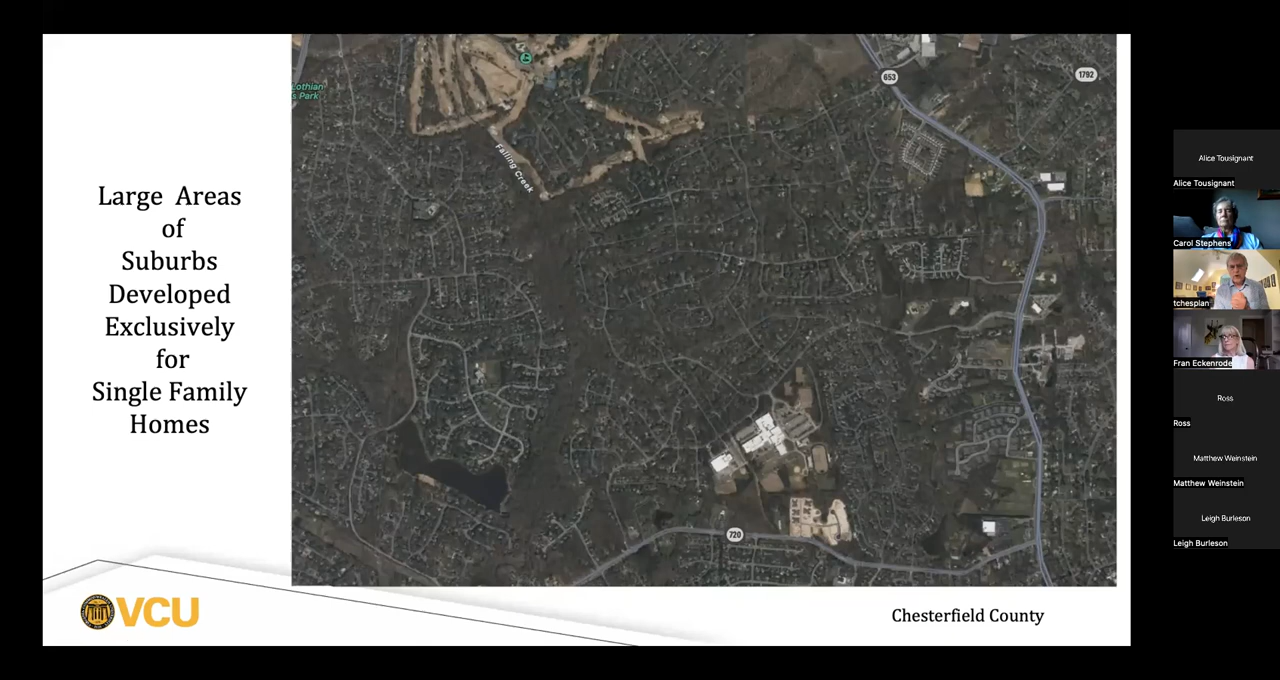 Large Areas
of
Suburbs
Developed
Exclusively
for
Single Family
Homes
Lothian
s Park
653
1792
Falling Creek
720
VCU
Chesterfield County
Alice Tousignant
Alice Tousignant
Carol Stephens
tchesplan
Fran Eckenrode
Ross
Ross
Matthew Weinstein
Matthew Weinstein
Leigh Burleson
Leigh Burleson